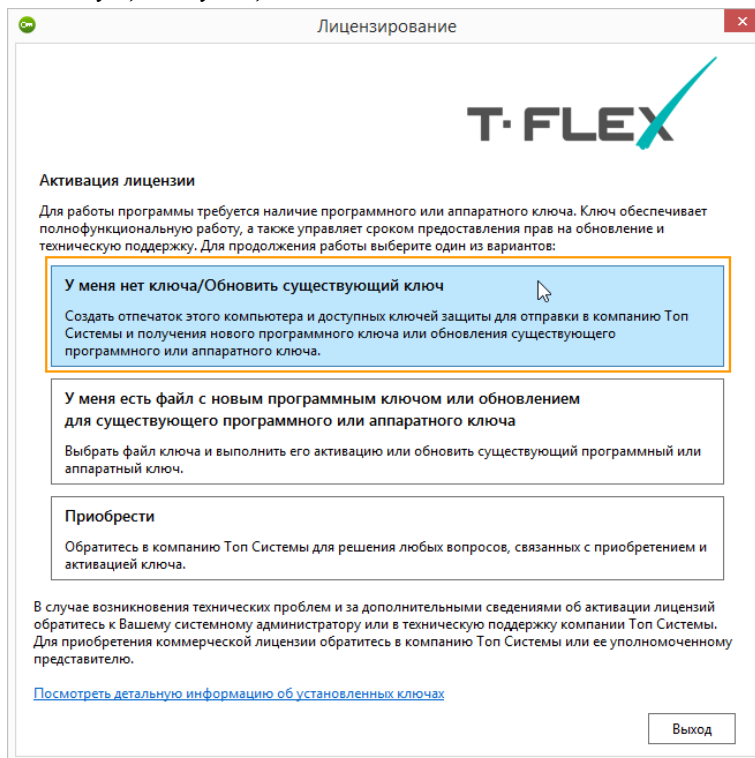 Лицензирование
T·FLEX
Активация лицензии
Для работы программы требуется наличие программного или аппаратного ключа. Ключ обеспечивает
полнофункциональную работу, а также управляет сроком предоставления прав на обновление и
техническую поддержку. Для продолжения работы выберите один из вариантов:
У меня нет ключа/Обновить существующий ключ
Создать отпечаток этого компьютера и доступных ключей защиты для отправки в компанию Топ
Системы и получения нового программного ключа или обновления существующего
программного или аппаратного ключа.
У меня есть файл с новым программным ключом или обновлением
для существующего программного или аппаратного ключа
Выбрать файл ключа и выполнить его активацию или обновить существующий программный или
аппаратный ключ.
Приобрести
Обратитесь в компанию Топ Системы для решения любых вопросов, связанных с приобретением и
активацией ключа.
В случае возникновения технических проблем и за дополнительными сведениями об активации лицензий
обратитесь к Вашему системному администратору или в техническую поддержку компании Топ Системы.
Для приобретения коммерческой лицензии обратитесь в компанию Топ Системы или ее уполномоченному
представителю.
Посмотреть детальную информацию об установленных ключах
Выход